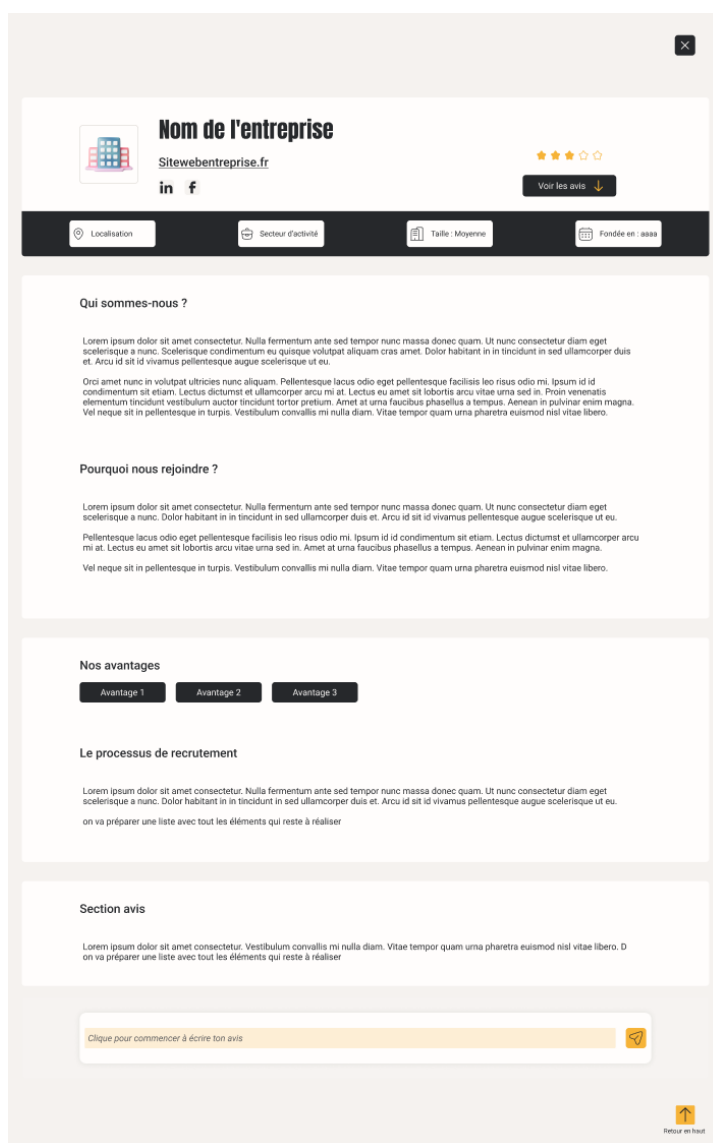 Nom de l'entreprise
Sitewebentreprise.fr
in f
Voir les avis
Localisation
Secteur d'activité
Taille : Moyenne
Fondée en : aaaa
Qui sommes-nous ?
Lorem ipsum dolor sit amet consectetur. Nulla fermentum ante sed tempor nunc massa donec quam. Ut nunc consectetur diam eget
scelerisque a nunc. Scelerisque condimentum eu quisque volutpat aliquam cras amet. Dolor habitant in in tincidunt in sed ullamcorper duis
et. Arcu id sit id vivamus pellentesque augue scelerisque ut eu.
Orci amet nunc in volutpat ultricies nunc aliquam. Pellentesque lacus odio eget pellentesque facilisis leo risus odio mi. Ipsum id id
condimentum sit etiam. Lectus dictumst et ullamcorper arcu mi at. Lectus eu amet sit lobortis arcu vitae urna sed in. Proin venenatis
elementum tincidunt vestibulum auctor tincidunt tortor pretium. Amet at urna faucibus phasellus a tempus. Aenean in pulvinar enim magna.
Vel neque sit in pellentesque in turpis. Vestibulum convallis mi nulla diam. Vitae tempor quam urna pharetra euismod nisl vitae libero.
Pourquoi nous rejoindre ?
Lorem ipsum dolor sit amet consectetur. Nulla fermentum ante sed tempor nunc massa donec quam. Ut nunc consectetur diam eget
scelerisque a nunc. Dolor habitant in in tincidunt in sed ullamcorper duis et. Arcu id sit id vivamus pellentesque augue scelerisque ut eu.
Pellentesque lacus odio eget pellentesque facilisis leo risus odio mi. Ipsum id id condimentum sit etiam. Lectus dictumst et ullamcorper arcu
mi at. Lectus eu amet sit lobortis arcu vitae urna sed in. Amet at urna faucibus phasellus a tempus. Aenean in pulvinar enim magna.
Vel neque sit in pellentesque in turpis. Vestibulum convallis mi nulla diam. Vitae tempor quam urna pharetra euismod nisl vitae libero.
Nos avantages
Avantage 1
Avantage 2
Avantage 3
Le processus de recrutement
Lorem ipsum dolor sit amet consectetur. Nulla fermentum ante sed tempor nunc massa donec quam. Ut nunc consectetur diam eget
scelerisque a nunc. Dolor habitant in in tincidunt in sed ullamcorper duis et. Arcu id sit id vivamus pellentesque augue scelerisque ut eu.
on va préparer une liste avec tout les éléments qui reste à réaliser
Section avis
Lorem ipsum dolor sit amet consectetur. Vestibulum convallis mi nulla diam. Vitae tempor quam urna pharetra euismod nisl vitae libero. D
on va préparer une liste avec tout les éléments qui reste à réaliser
Clique pour commencer à écrire ton avis
Retour en haut